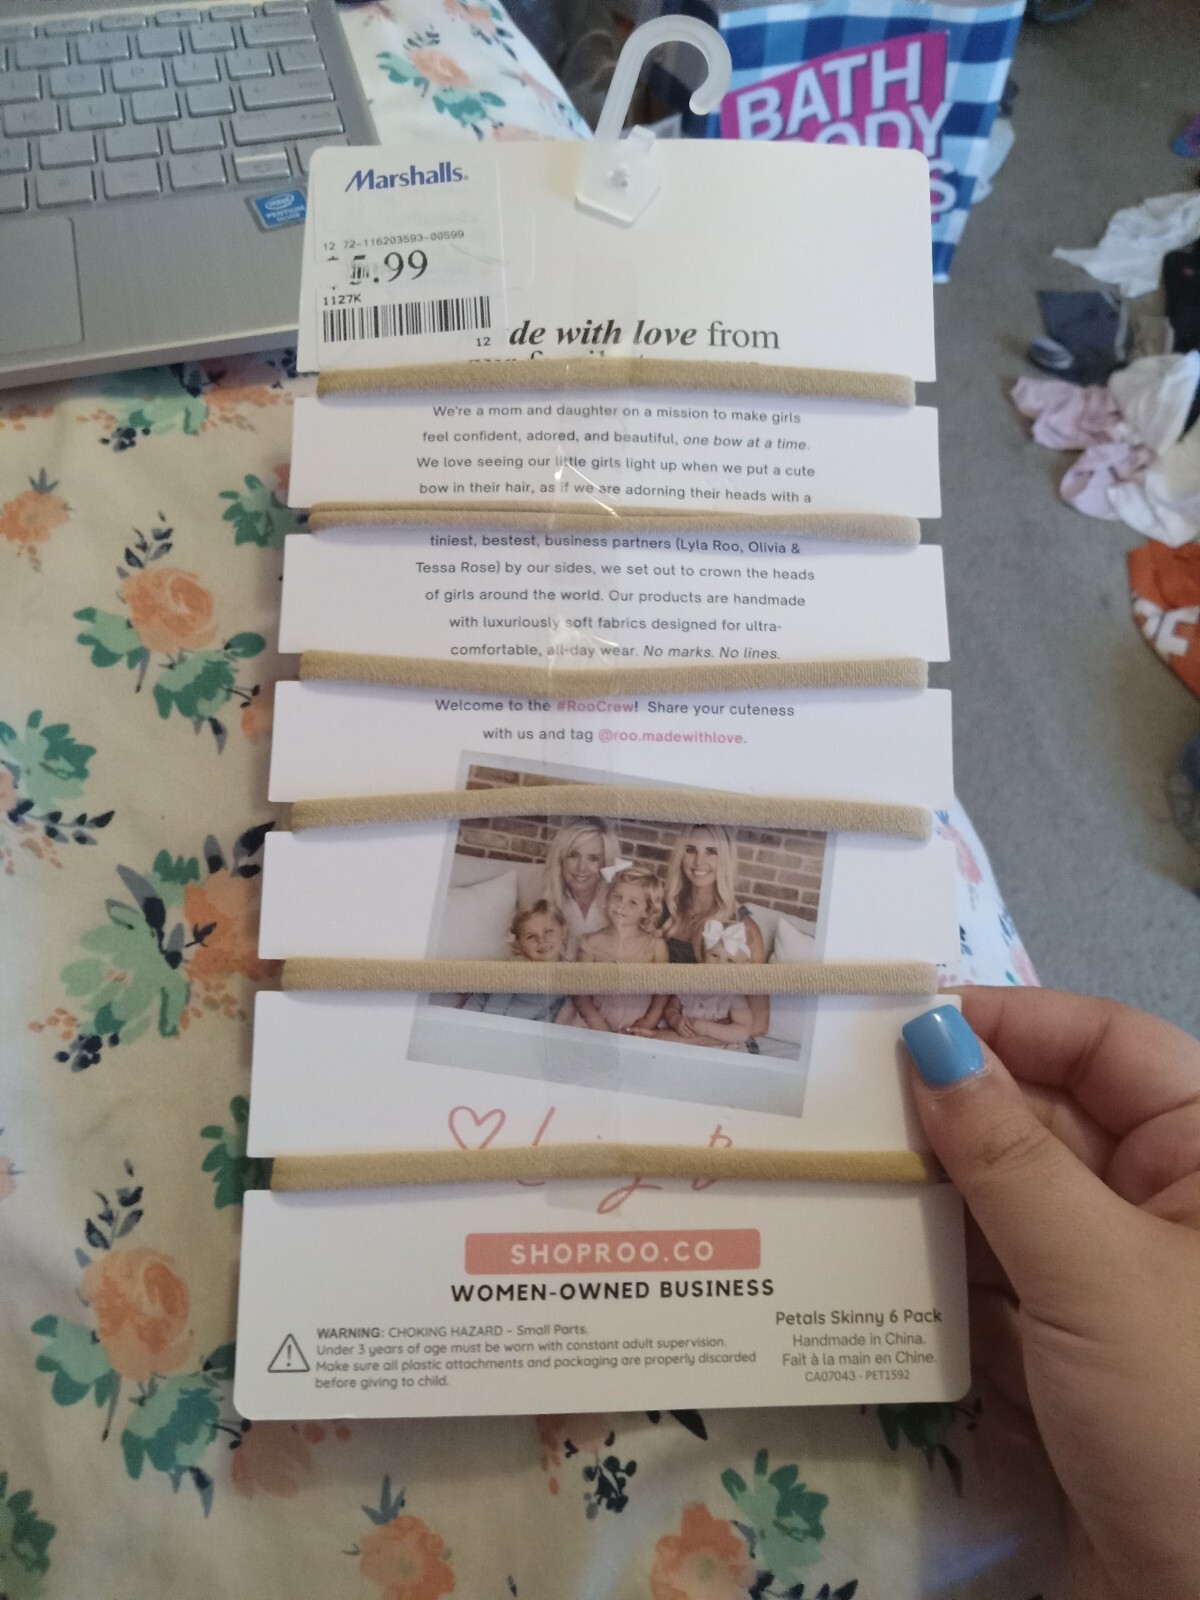 BATH
BODY
intel
PENTIUM
Marshalls.
12 72-116203593-00599
5.99
1127K
12
de with love from
We're a mom and daughter on a mission to make girls
feel confident, adored, and beautiful, one bow at a time.
We love seeing our little girls light up when we put a cute
bow in their hair, as if we are adorning their heads with a
tiniest, bestest, business partners (Lyla Roo, Olivia &
Tessa Rose) by our sides, we set out to crown the heads
of girls around the world. Our products are handmade
with luxuriously soft fabrics designed for ultra-
comfortable, all-day wear. No marks. No lines.
Welcome to the #RooCrew! Share your cuteness
with us and tag @roo.madewithlove.
SHOPROO.CO
WOMEN-OWNED BUSINESS
WARNING: CHOKING HAZARD - Small Parts.
Under 3 years of age must be worn with constant adult supervision.
Make sure all plastic attachments and packaging are properly discarded
before giving to child.
Petals Skinny 6 Pack
Handmade in China.
Fait à la main en Chine.
CA07043 - PET1592